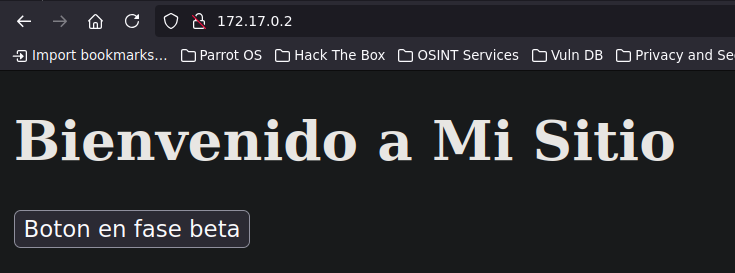 172.17.0.2
Import bookmarks... Parrot OS Hack The Box OSINT Services Vuln DB Privacy and Se
Bienvenido a Mi Sitio
Boton en fase beta